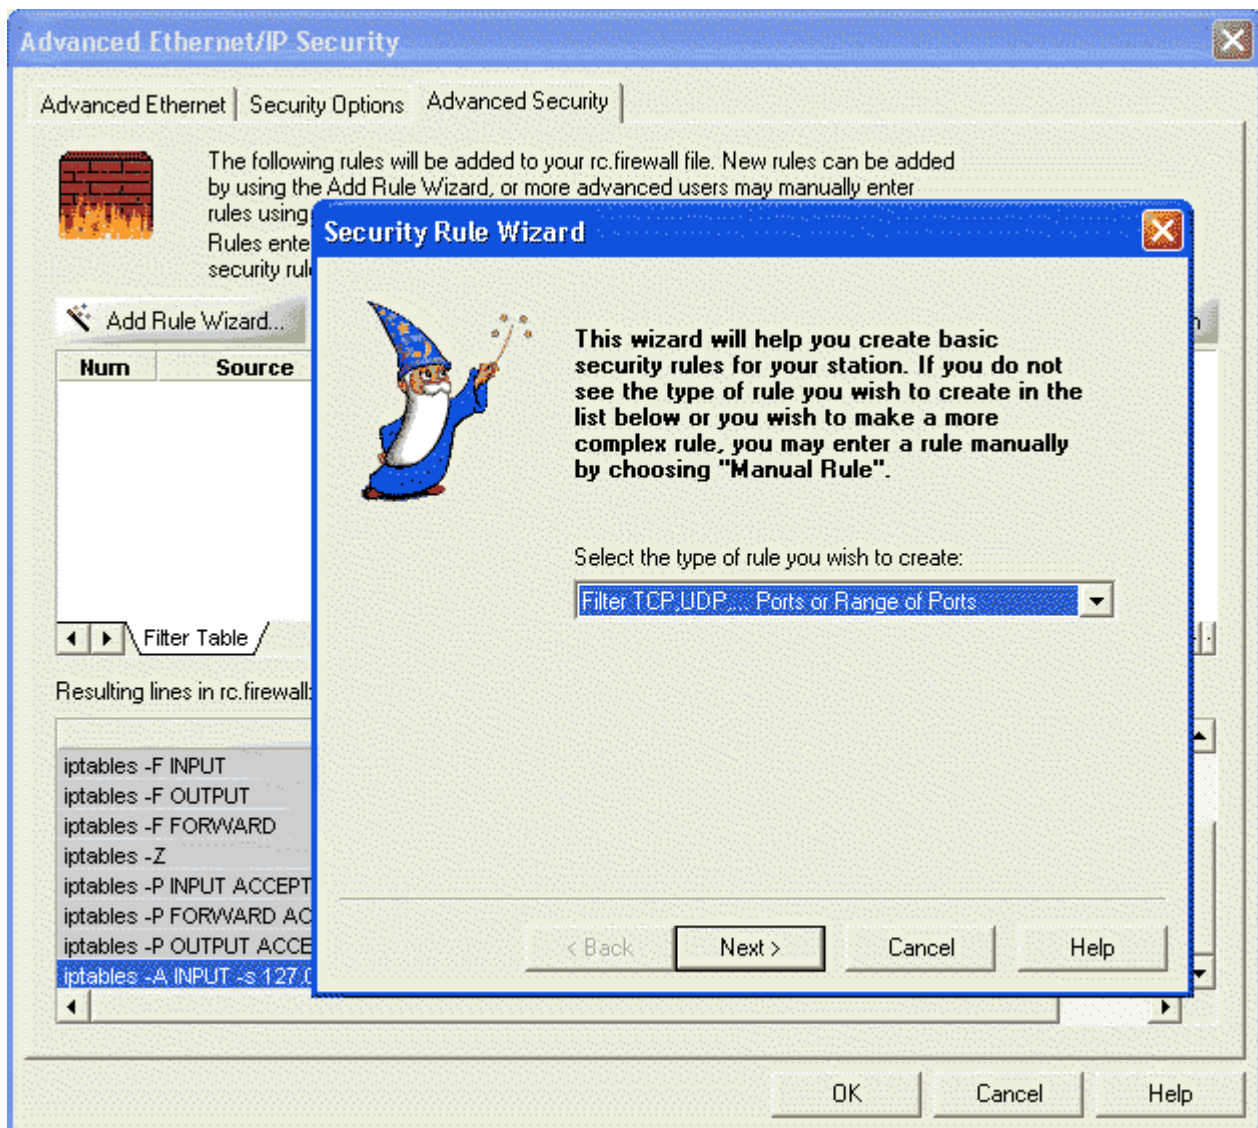 Advanced Ethernet/IP Security
Advanced Ethernet Security Options Advanced Security
The following rules will be added to your rc.firewall file. New rules can be added
by using the Add Rule Wizard, or more advanced users may manually enter
rules using
Rules ente
security rul
Add Rule Wizard...
Num Source
Filter Table
Resulting lines in rc.firewall:
iptables -F INPUT
iptables -F OUTPUT
iptables -F FORWARD
iptables -Z
iptables -P INPUT ACCEPT
iptables -P FORWARD AC
iptables -P OUTPUT ACCE
iptables -A INPUT -s 127.0
Security Rule Wizard
This wizard will help you create basic
security rules for your station. If you do not
see the type of rule you wish to create in the
list below or you wish to make a more
complex rule, you may enter a rule manually
by choosing "Manual Rule".
Select the type of rule you wish to create:
Filter TCP,UDP,... Ports or Range of Ports
< Back Next > Cancel Help
OK Cancel Help